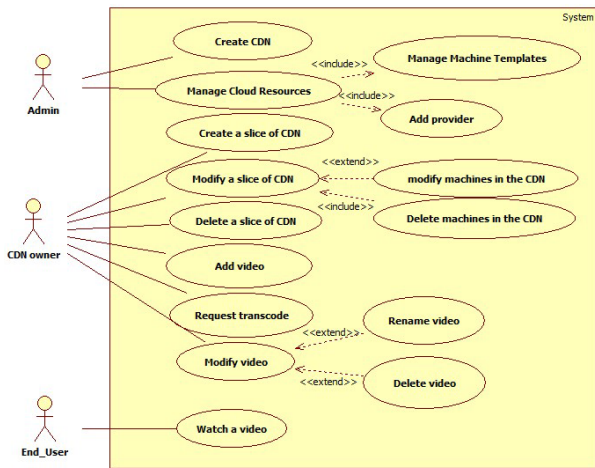 System
Create CDN
<<include>>
Manage Machine Templates
Admin
Manage Cloud Resources
<<include>>
Add provider
Create a slice of CDN
<<extend>>
Modify a slice of CDN
modify machines in the CDN
<<include>>
Delete a slice of CDN
Delete machines in the CDN
CDN owner
Add video
Request transcode
Rename video
<<extend>>
Modify video
<<extend>>
Delete video
Watch a video
End_User